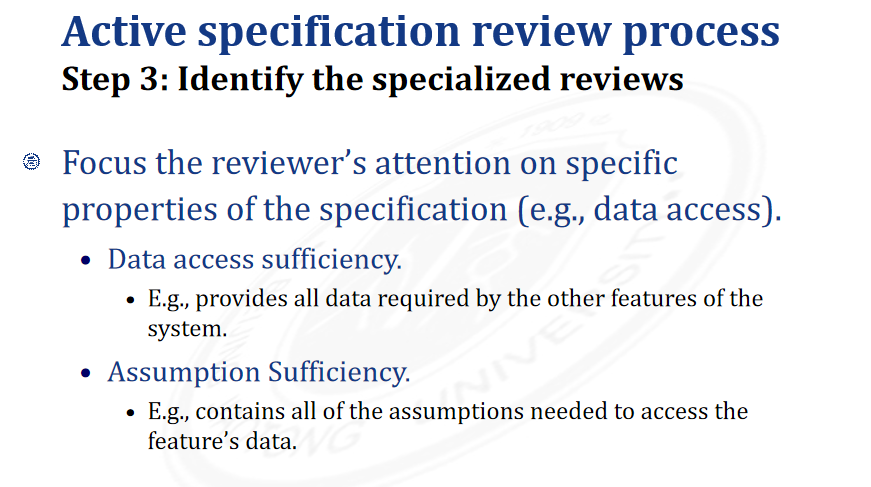 Active specification review process
Step 3: Identify the specialized reviews
Focus the reviewer's attention on specific
properties of the specification (e.g., data access).
• Data access sufficiency.
• E.g., provides all data required by the other features of the
system.
• Assumption Sufficiency.
• E.g., contains all of the assumptions needed to access the
feature's data.